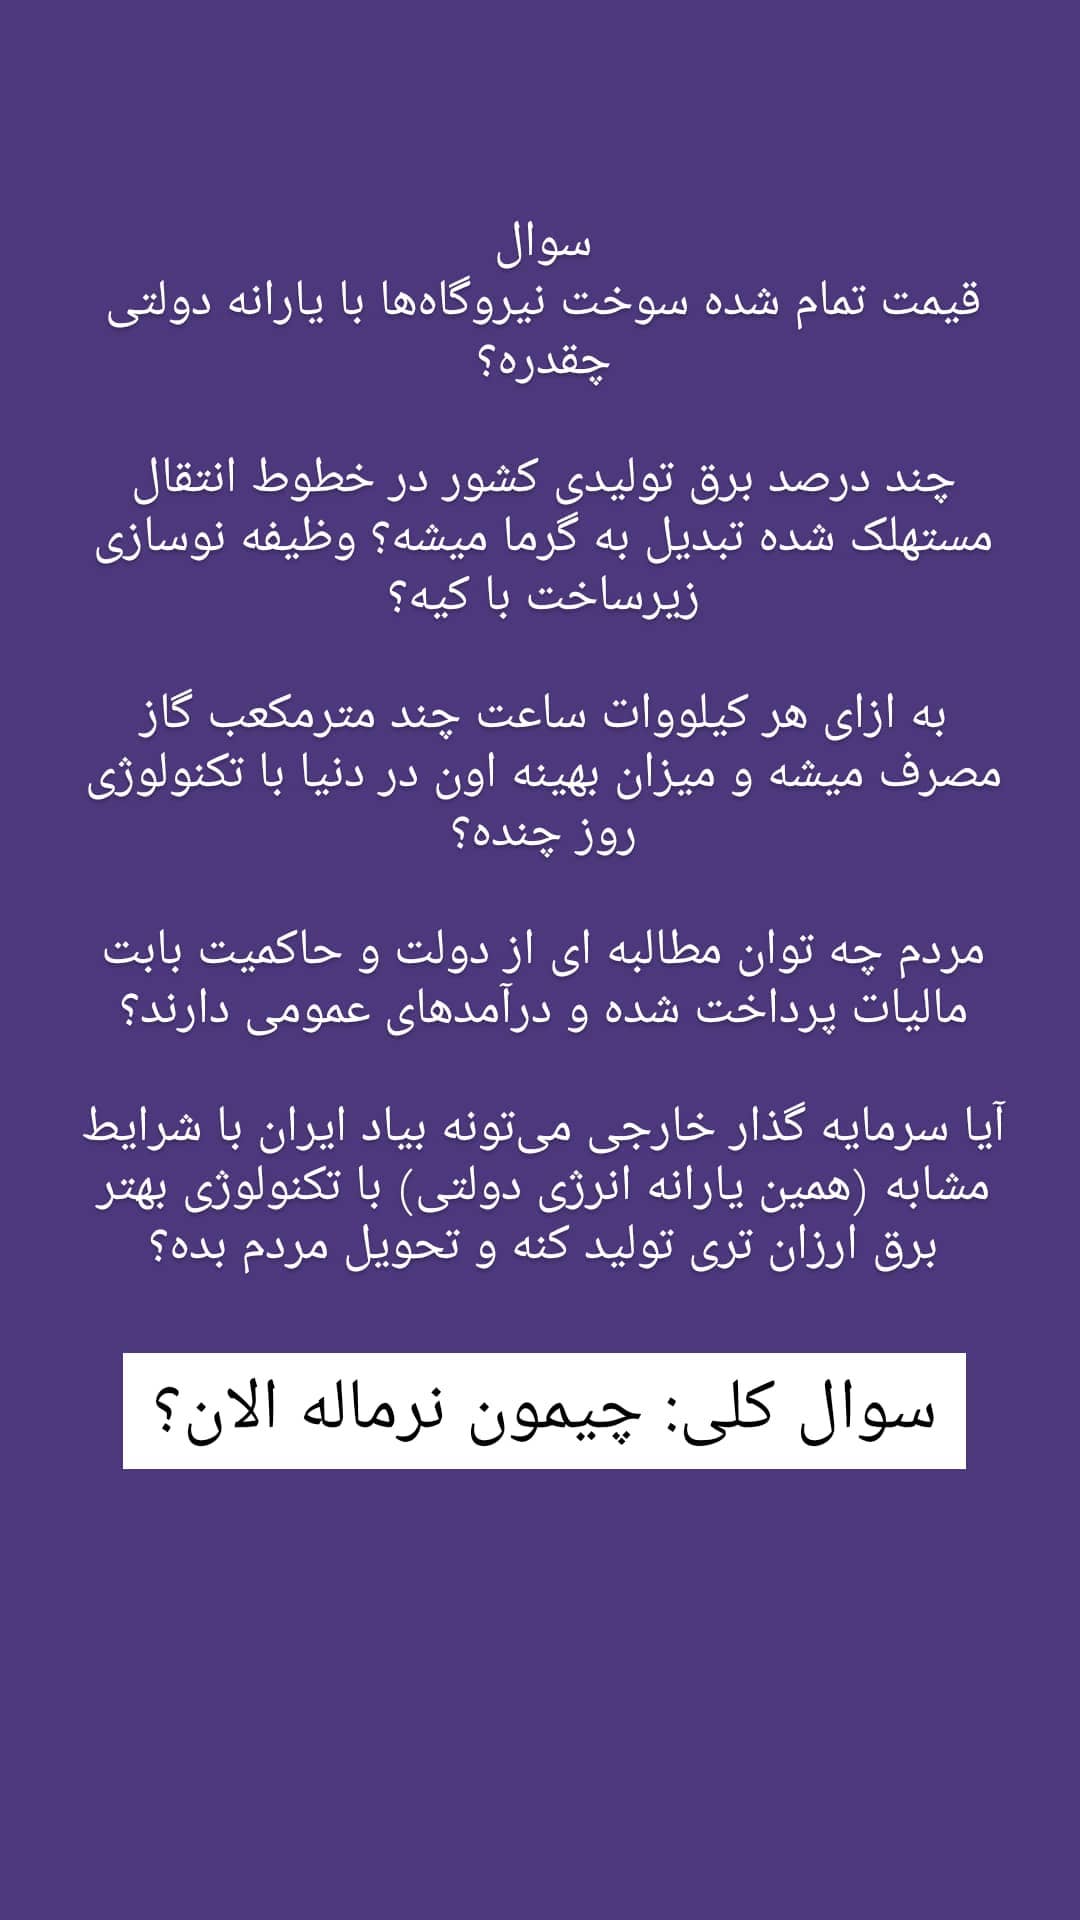 سوال
قیمت تمام شده سوخت نیروگاه‌ها با یارانه دولتی
چقدره؟
چند درصد برق تولیدی کشور در خطوط انتقال
مستهلک شده تبدیل به گرما میشه؟ وظیفه نوسازی
زیرساخت با کیه؟
به ازای هر کیلووات ساعت چند مترمکعب گاز
مصرف میشه و میزان بهینه اون در دنیا با تکنولوژی
روز چنده؟
مردم چه توان مطالبه ای از دولت و حاکمیت بابت
مالیات پرداخت شده و درآمدهای عمومی دارند؟
آیا سرمایه گذار خارجی می‌تونه بیاد ایران با شرایط
مشابه (همین یارانه انرژی دولتی) با تکنولوژی بهتر
برق ارزان تری تولید کنه و تحویل مردم بده؟
سوال کلی: چیمون نرماله الان؟